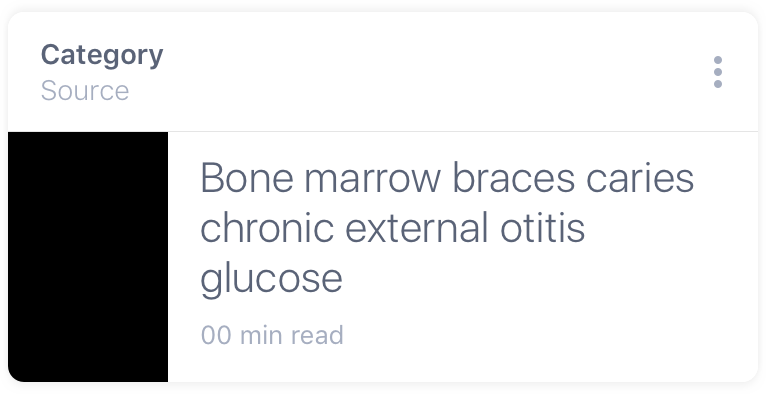 Category
Source
Bone marrow braces caries
chronic external otitis
glucose
00 min read